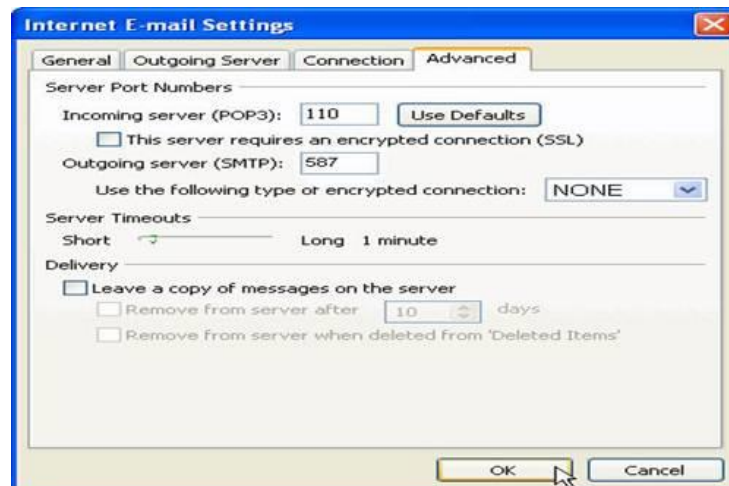 Internet E-mail Settings
General Outgoing Server Connection Advanced
Server Port Numbers
Incoming server (POP3): 110 Use Defaults
This server requires an encrypted connection (SSL)
Outgoing server (SMTP): 587
Use the following type or encrypted connection: NONE
Server Timeouts
Short Long 1 minute
Delivery
Leave a copy of messages on the server
Remove from server after 10 days
Remove from server when deleted from 'Deleted Items'
OK Cancel